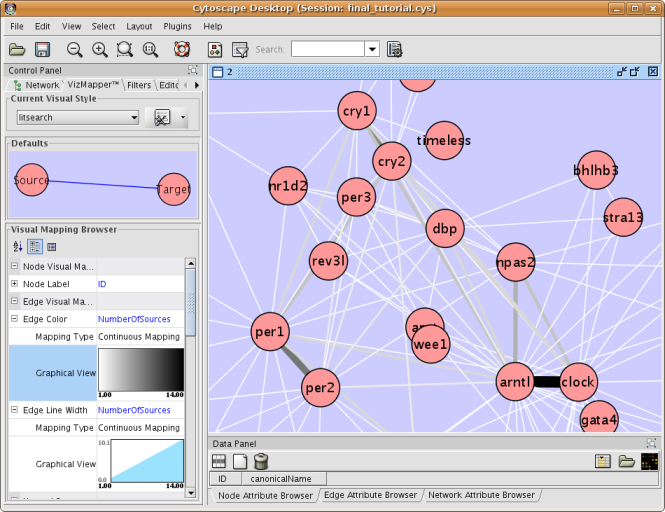 Cytoscape Desktop (Session: final_tutorial.cys)
File Edit View Select Layout Plugins Help
Search:
Control Panel
Network VizMapper™ Filters Edito
Current Visual Style
litsearch
Defaults
Source
Target
Visual Mapping Browser
Node Visual Ma...
Node Label ID
Edge Visual Ma...
Edge Color NumberOfSources
Mapping Type Continuous Mapping
Graphical View
1.00 14.00
Edge Line Width NumberOfSources
Mapping Type Continuous Mapping
10.1
Graphical View
0.1
1.00 14.00
2
cry1
timeless
cry2
bhlhb3
nr1d2
per3
stra13
dbp
rev3l
npas2
per1
wee1
per2
arntl
clock
gata4
Data Panel
ID canonicalName
Node Attribute Browser Edge Attribute Browser Network Attribute Browser